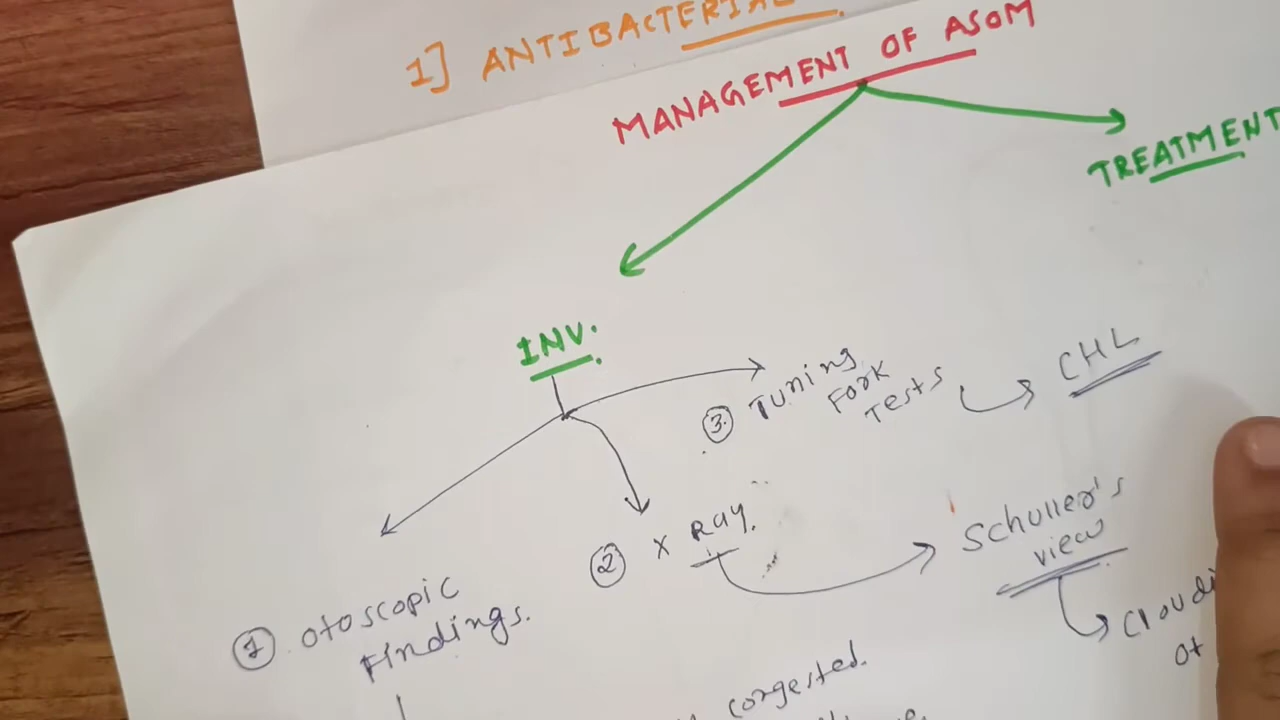 1] ANTIBACTERIAL
MANAGEMENT OF ASOM
TREATMENT
INV.
③ Tuning
Fork
Tests
CHL
② X Ray.
Schuller's
view
① otoscopic
Findings.
congested.